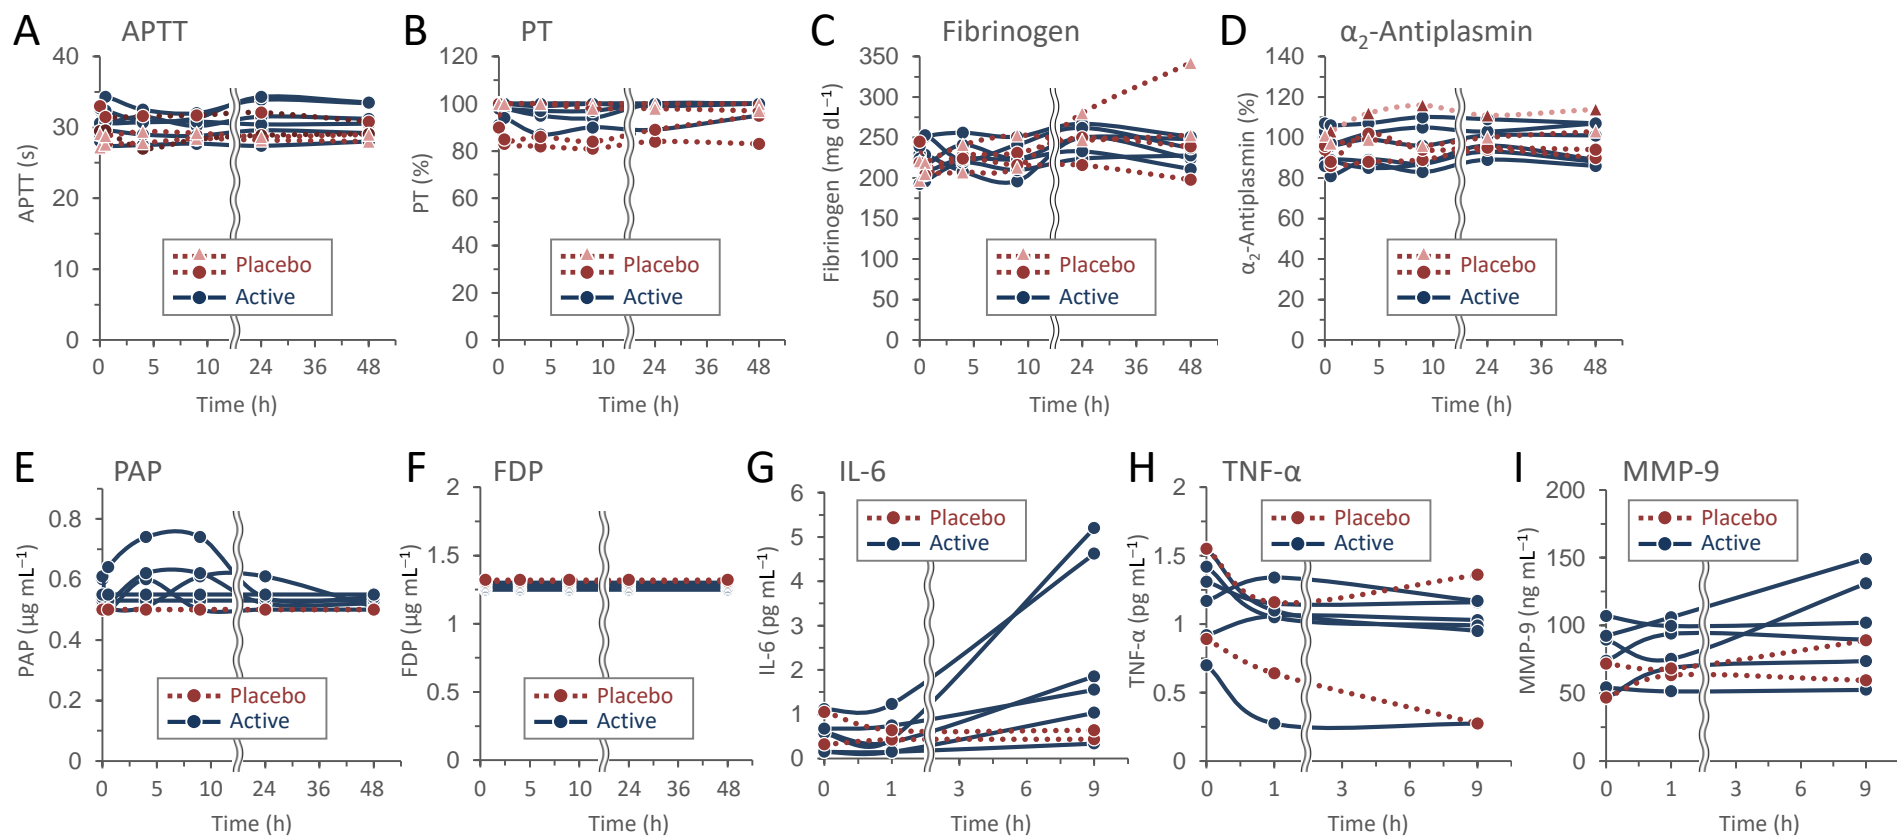 A APTT
40
30
20
10
0
APTT (s)
0 5 10 24 36 48
Time (h)
Placebo
Active
B PT
120
100
80
60
40
20
0
PT (%)
0 5 10 24 36 48
Time (h)
Placebo
Active
C Fibrinogen
350
300
250
200
150
100
50
0
Fibrinogen (mg dL⁻¹)
0 5 10 24 36 48
Time (h)
Placebo
Active
D α₂-Antiplasmin
140
120
100
80
60
40
20
0
α₂-Antiplasmin (%)
0 5 10 24 36 48
Time (h)
Placebo
Active
E PAP
0.8
0.6
0.4
0.2
0
PAP (µg mL⁻¹)
0 5 10 24 36 48
Time (h)
Placebo
Active
F FDP
2
1.5
1
0.5
0
FDP (µg mL⁻¹)
0 5 10 24 36 48
Time (h)
Placebo
Active
G IL-6
6
5
4
3
2
1
0
IL-6 (pg mL⁻¹)
0 1 3 6 9
Time (h)
Placebo
Active
H TNF-α
2
1.5
1
0.5
0
TNF-α (pg mL⁻¹)
0 1 3 6 9
Time (h)
Placebo
Active
I MMP-9
200
150
100
50
0
MMP-9 (ng mL⁻¹)
0 1 3 6 9
Time (h)
Placebo
Active